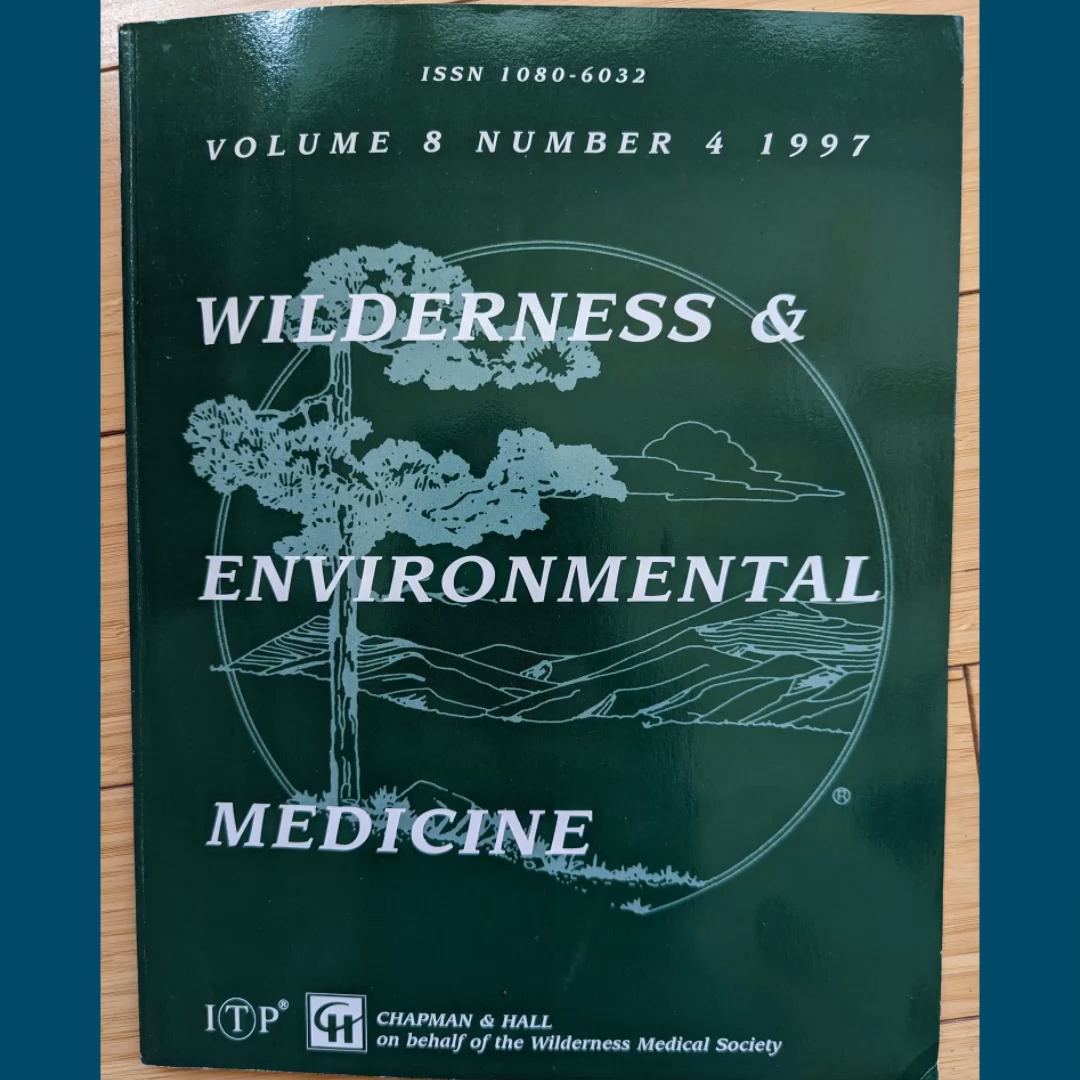 ISSN 1080-6032
VOLUME 8 NUMBER 4 1997
WILDERNESS &
ENVIRONMENTAL
MEDICINE
®
ITP®
CH
CHAPMAN & HALL
on behalf of the Wilderness Medical Society